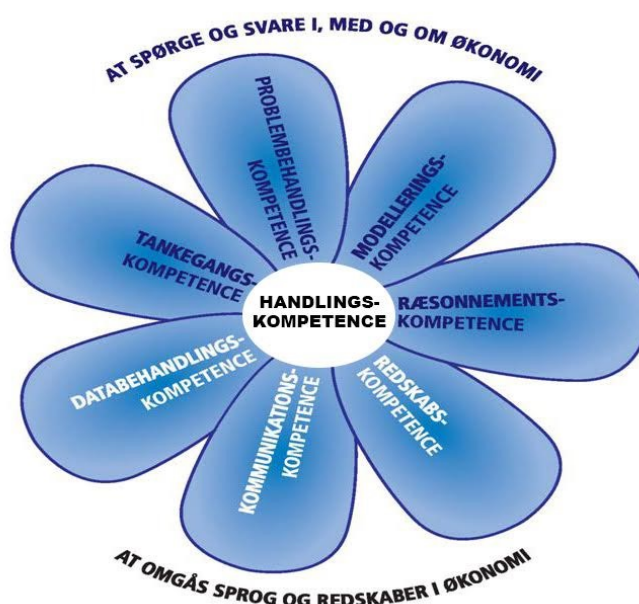 AT SPØRGE OG SVARE I, MED OG OM ØKONOMI
PROBLEMBEHANDLINGS-
KOMPETENCE
MODELLERINGS-
KOMPETENCE
TANKEGANGS-
KOMPETENCE
HANDLINGS-
KOMPETENCE
RÆSONNEMENTS-
KOMPETENCE
DATABEHANDLINGS-
KOMPETENCE
KOMMUNIKATIONS-
KOMPETENCE
REDSKABS-
KOMPETENCE
AT OMGÅS SPROG OG REDSKABER I ØKONOMI